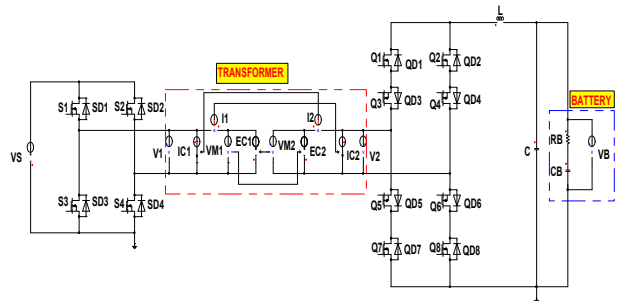 L
Q1
QD1
Q2
QD2
TRANSFORMER
Q3
QD3
Q4
QD4
BATTERY
S1
SD1
S2
SD2
I1
I2
VS
V1
IC1
VM1
EC1
VM2
EC2
IC2
V2
C
RB
VB
CB
S3
SD3
S4
SD4
Q5
QD5
Q6
QD6
Q7
QD7
Q8
QD8